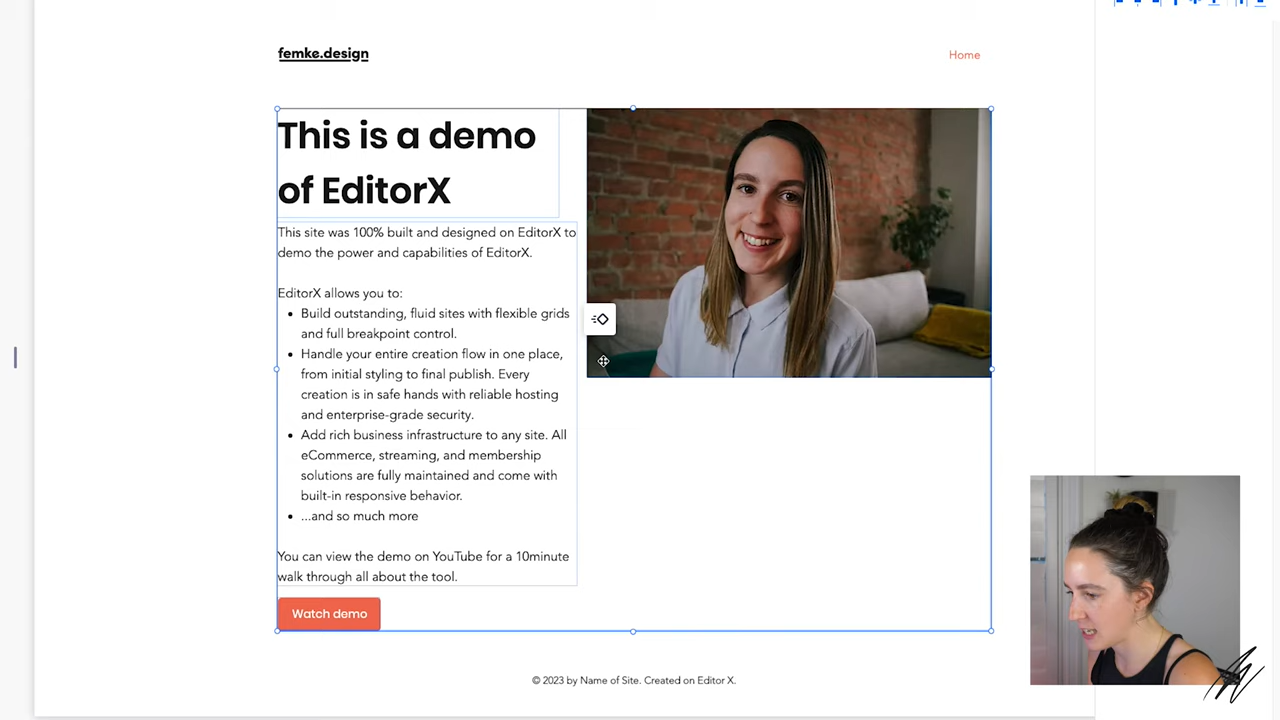 femke.design
Home
This is a demo
of EditorX
This site was 100% built and designed on EditorX to
demo the power and capabilities of EditorX.
EditorX allows you to:
• Build outstanding, fluid sites with flexible grids
and full breakpoint control.
• Handle your entire creation flow in one place,
from initial styling to final publish. Every
creation is in safe hands with reliable hosting
and enterprise-grade security.
• Add rich business infrastructure to any site. All
eCommerce, streaming, and membership
solutions are fully maintained and come with
built-in responsive behavior.
• ...and so much more
You can view the demo on YouTube for a 10minute
walk through all about the tool.
Watch demo
© 2023 by Name of Site. Created on Editor X.